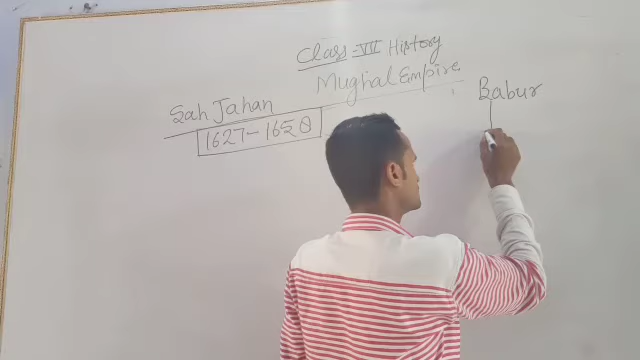 Class-VII History
Mughal Empire
Babur
Sah Jahan
1627-1658